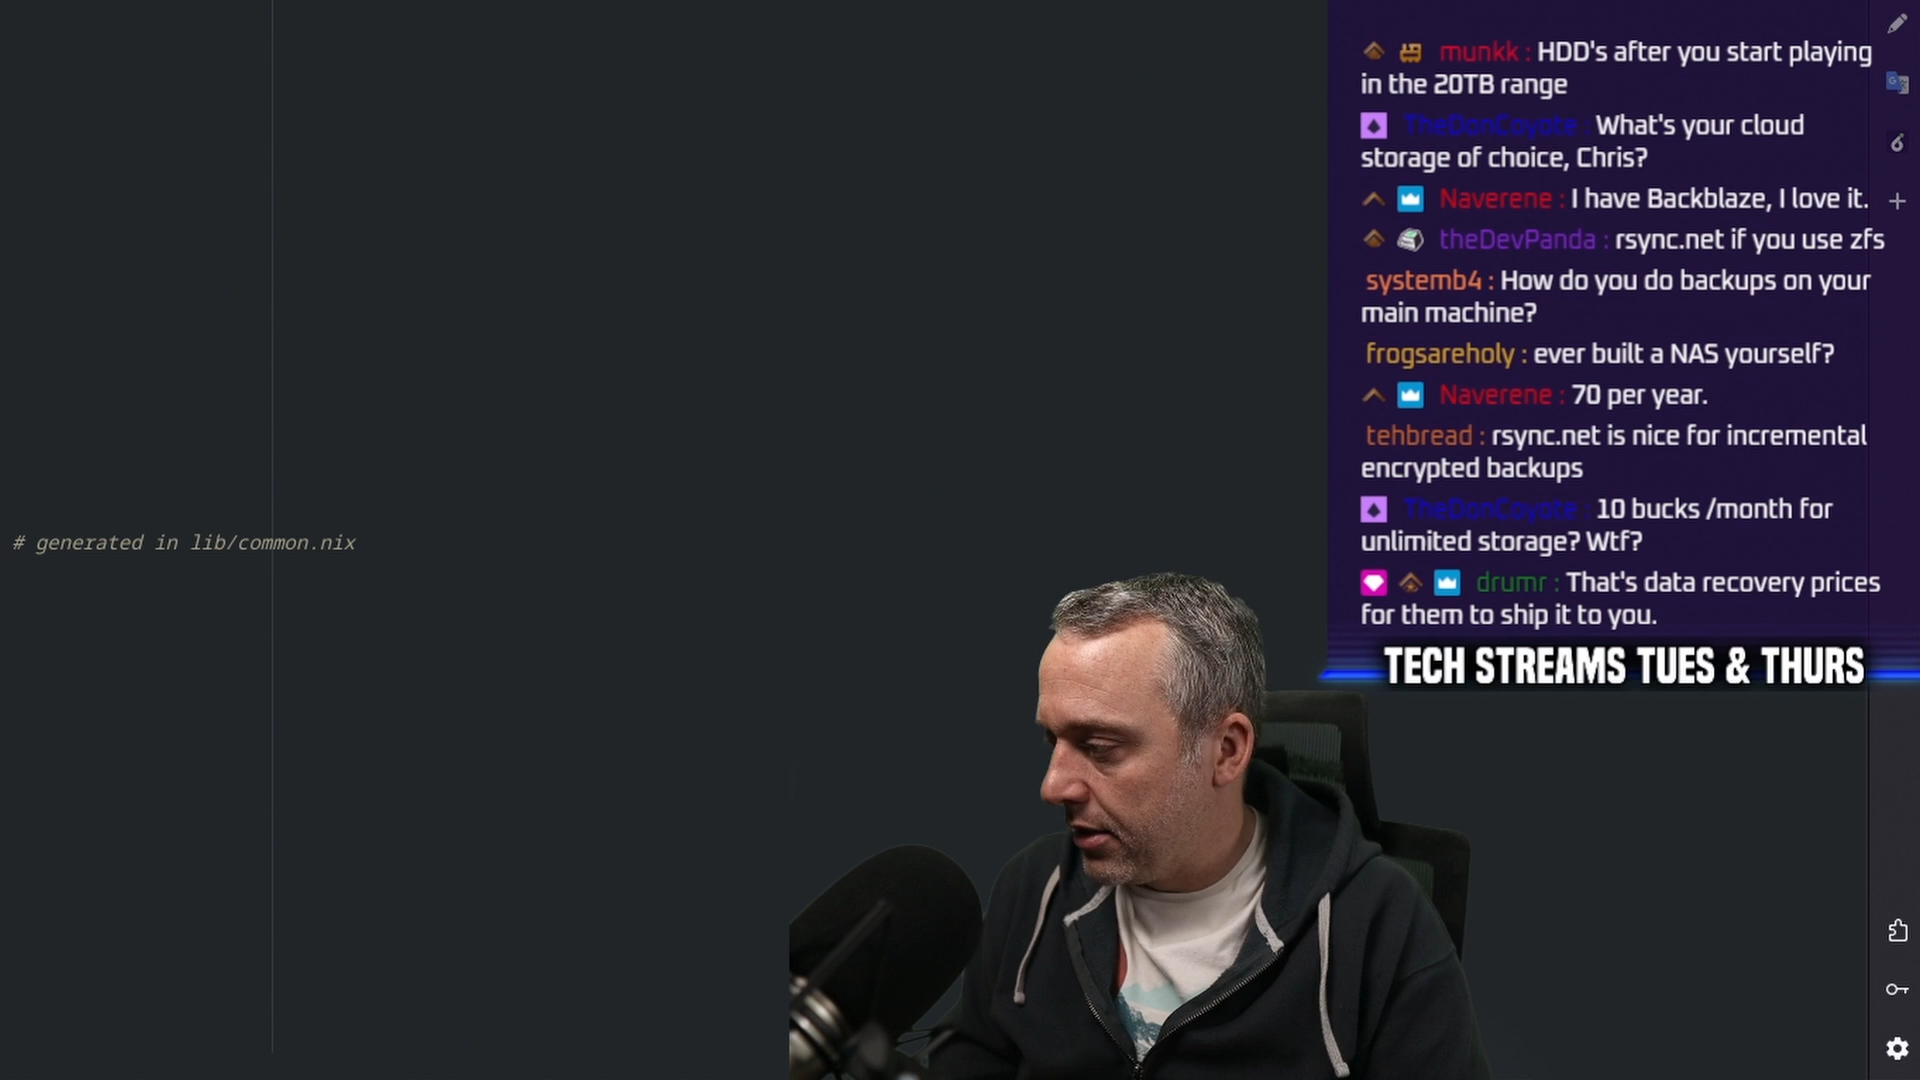 munkk : HDD's after you start playing
in the 20TB range
TheDonCoyote : What's your cloud
storage of choice, Chris?
Naverene : I have Backblaze, I love it.
theDevPanda : rsync.net if you use zfs
systemb4 : How do you do backups on your
main machine?
frogsareholy : ever built a NAS yourself?
Naverene : 70 per year.
tehbread : rsync.net is nice for incremental
encrypted backups
TheDonCoyote : 10 bucks /month for
unlimited storage? Wtf?
# generated in lib/common.nix
drumr : That's data recovery prices
for them to ship it to you.
TECH STREAMS TUES & THURS